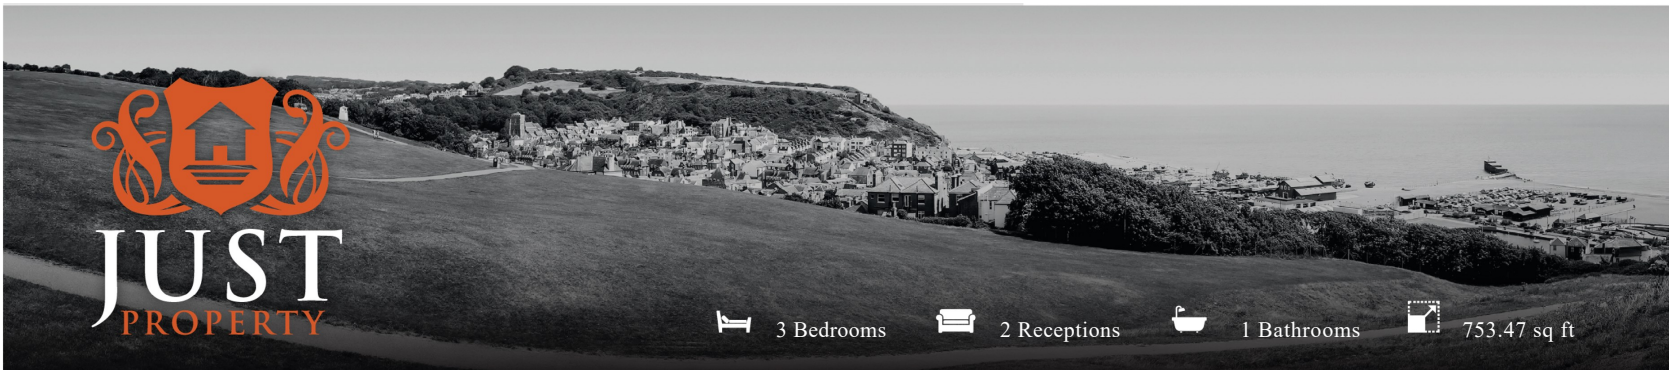 JUST
PROPERTY
3 Bedrooms
2 Receptions
1 Bathrooms
753.47 sq ft